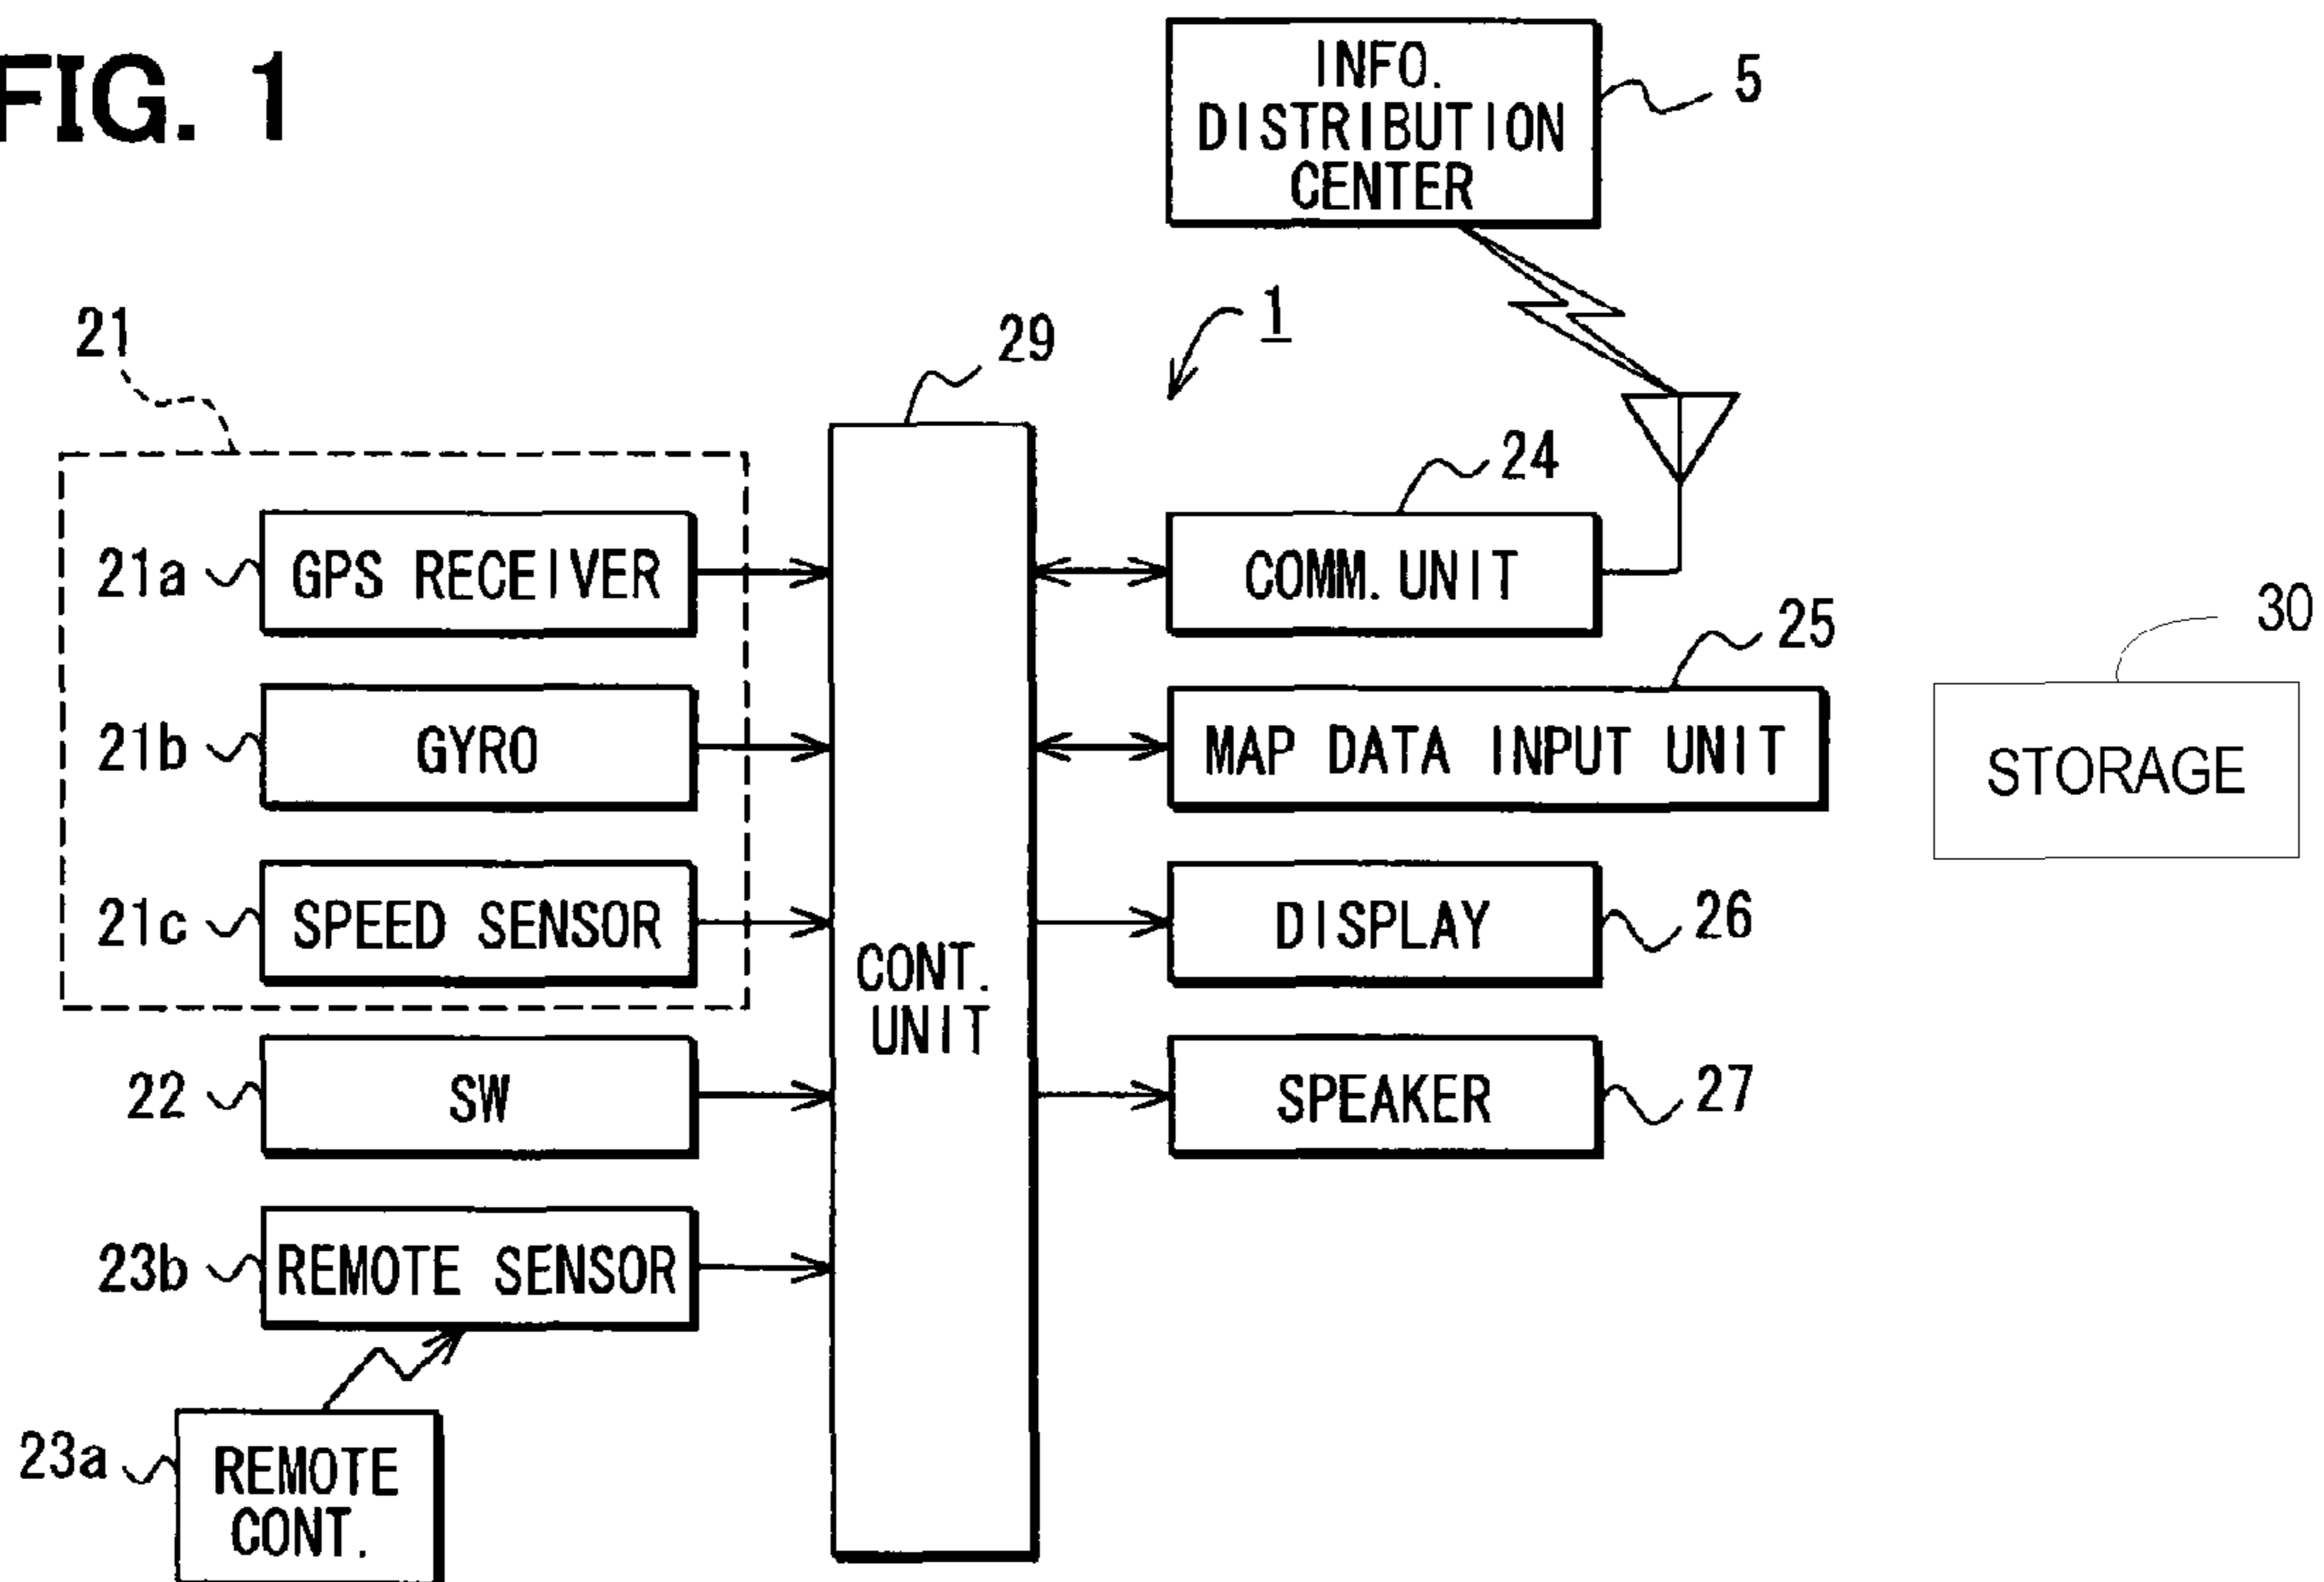 FIG. 1
INFO.
DISTRIBUTION
CENTER
5
1
21
29
24
21a
GPS RECEIVER
COMM. UNIT
25
30
21b
GYRO
MAP DATA INPUT UNIT
STORAGE
21c
SPEED SENSOR
CONT.
UNIT
DISPLAY
26
22
SW
SPEAKER
27
23b
REMOTE SENSOR
23a
REMOTE
CONT.